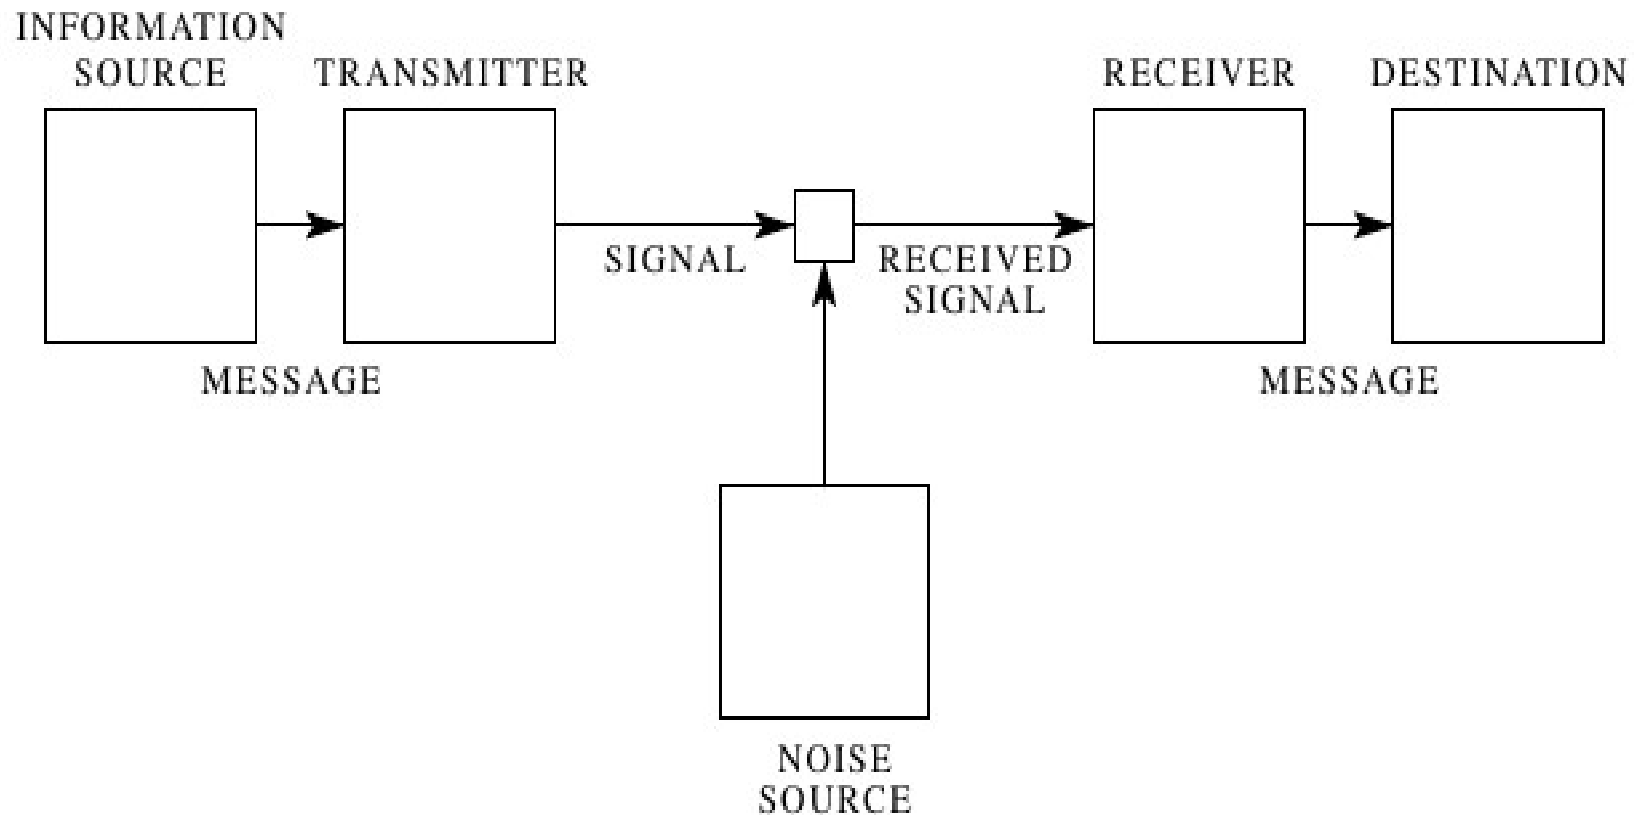 INFORMATION
SOURCE
TRANSMITTER
RECEIVER
DESTINATION
SIGNAL
RECEIVED
SIGNAL
MESSAGE
MESSAGE
NOISE
SOURCE